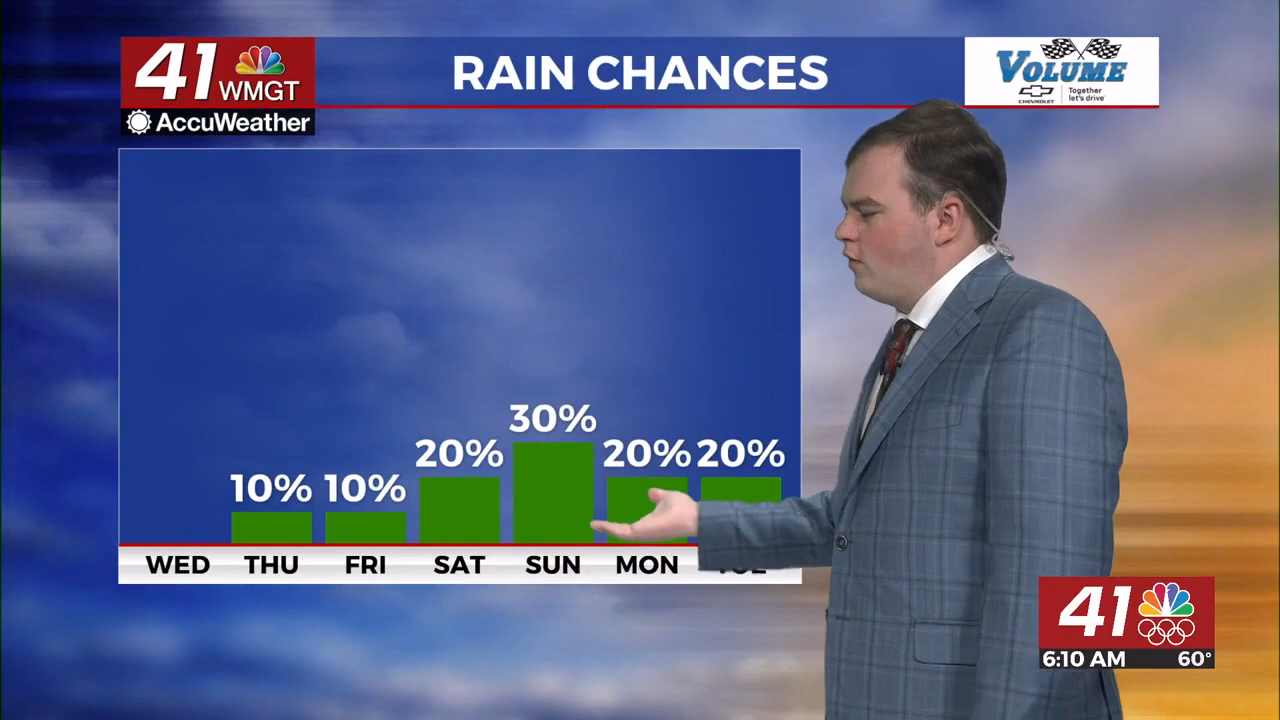 41
WMGT
AccuWeather
RAIN CHANCES
VOLUME
CHEVROLET
Together
let's drive
30%
20% 20% 20%
10% 10%
WED THU FRI SAT SUN MON TUE
41
6:10 AM 60°